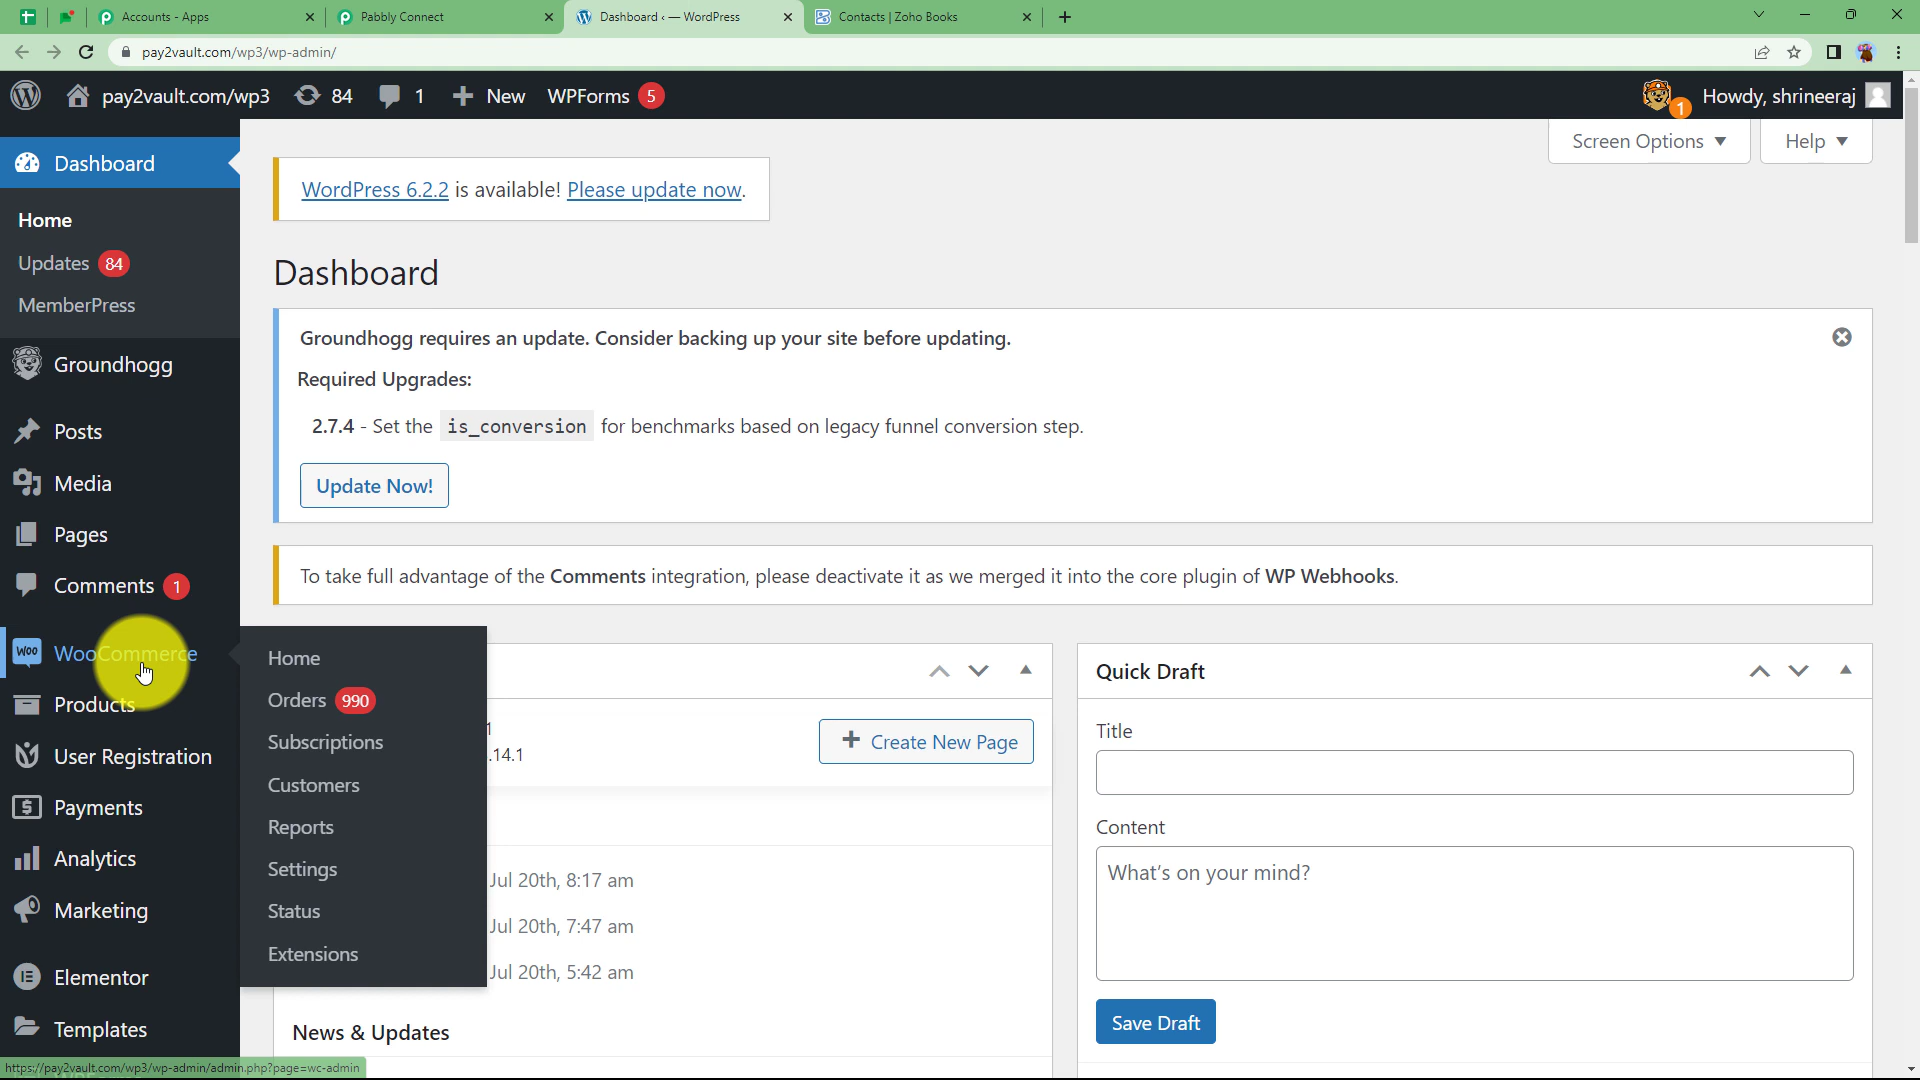 Accounts - Apps
Pabbly Connect
Dashboard ‹ — WordPress
Contacts | Zoho Books
pay2vault.com/wp3/wp-admin/
pay2vault.com/wp3 84 1 New WPForms 5
1 Howdy, shrineeraj
Screen Options
Help
Dashboard
Home
Updates 84
MemberPress
Groundhogg
Posts
Media
Pages
Comments 1
WOO WooCommerce
Products
User Registration
Payments
Analytics
Marketing
Elementor
Templates
Home
Orders 990
Subscriptions
Customers
Reports
Settings
Status
Extensions
WordPress 6.2.2 is available! Please update now.
Dashboard
Groundhogg requires an update. Consider backing up your site before updating.
Required Upgrades:
2.7.4 - Set the is_conversion for benchmarks based on legacy funnel conversion step.
Update Now!
To take full advantage of the Comments integration, please deactivate it as we merged it into the core plugin of WP Webhooks.
1
.14.1
Create New Page
Jul 20th, 8:17 am
Jul 20th, 7:47 am
Jul 20th, 5:42 am
News & Updates
Quick Draft
Title
Content
What's on your mind?
Save Draft
https://pay2vault.com/wp3/wp-admin/admin.php?page=wc-admin